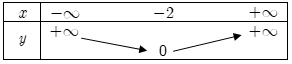 x −∞ −2 +∞
y +∞ 0 +∞